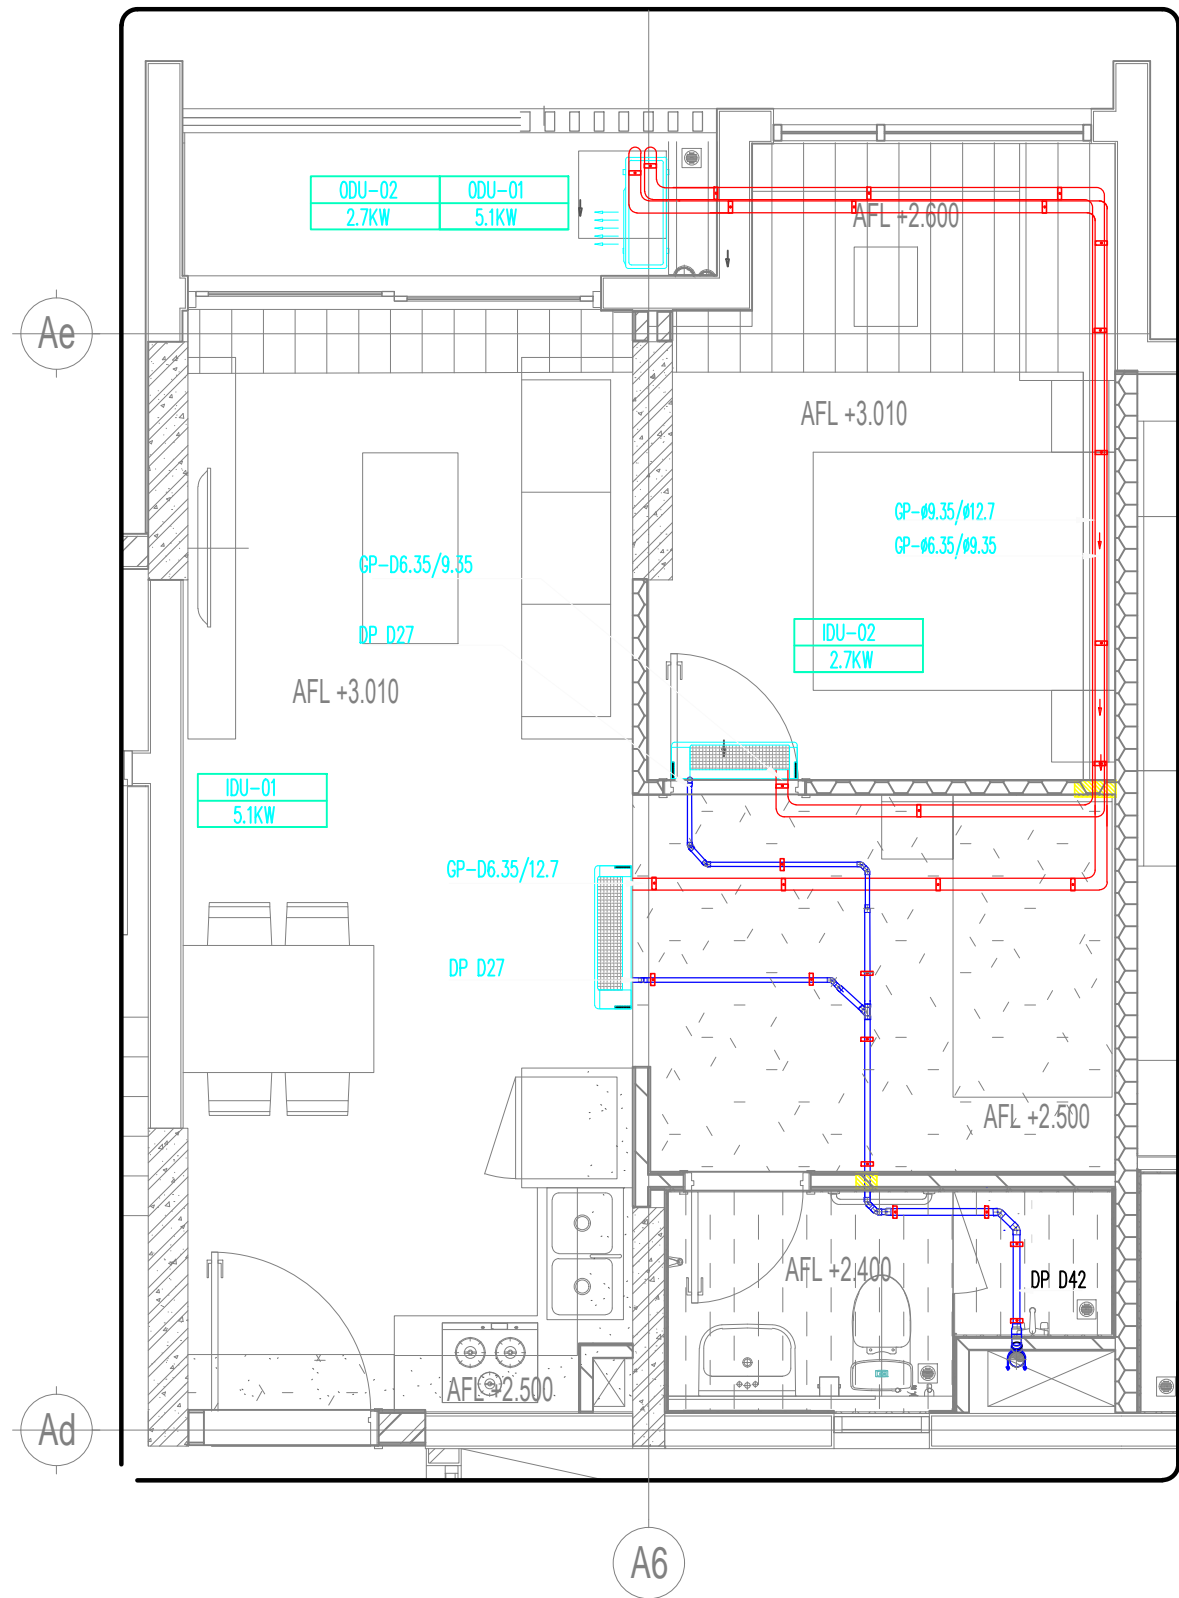 ODU-02 ODU-01
2.7KW 5.1KW
AFL +2.600
Ae
AFL +3.010
GP-ø9.35/ø12.7
GP-ø6.35/ø9.35
GP-D6.35/9.35
DP D27
IDU-02
2.7KW
AFL +3.010
IDU-01
5.1KW
GP-D6.35/12.7
DP D27
AFL +2.500
AFL +2.400
DP D42
AFL +2.500
Ad
A6